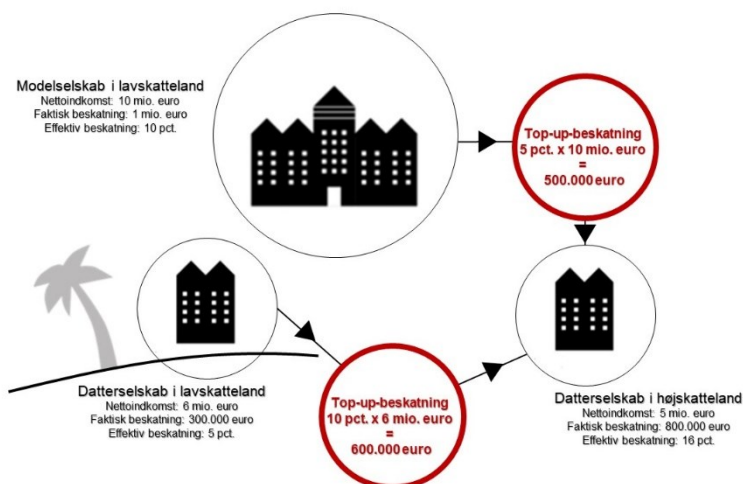 Modelselskab i lavskatteland
Nettoindkomst: 10 mio. euro
Faktisk beskatning: 1 mio. euro
Effektiv beskatning: 10 pct.
Top-up-beskatning
5 pct. x 10 mio. euro
=
500.000 euro
Datterselskab i lavskatteland
Nettoindkomst: 6 mio. euro
Faktisk beskatning: 300.000 euro
Effektiv beskatning: 5 pct.
Top-up-beskatning
10 pct. x 6 mio. euro
=
600.000 euro
Datterselskab i højskatteland
Nettoindkomst: 5 mio. euro
Faktisk beskatning: 800.000 euro
Effektiv beskatning: 16 pct.